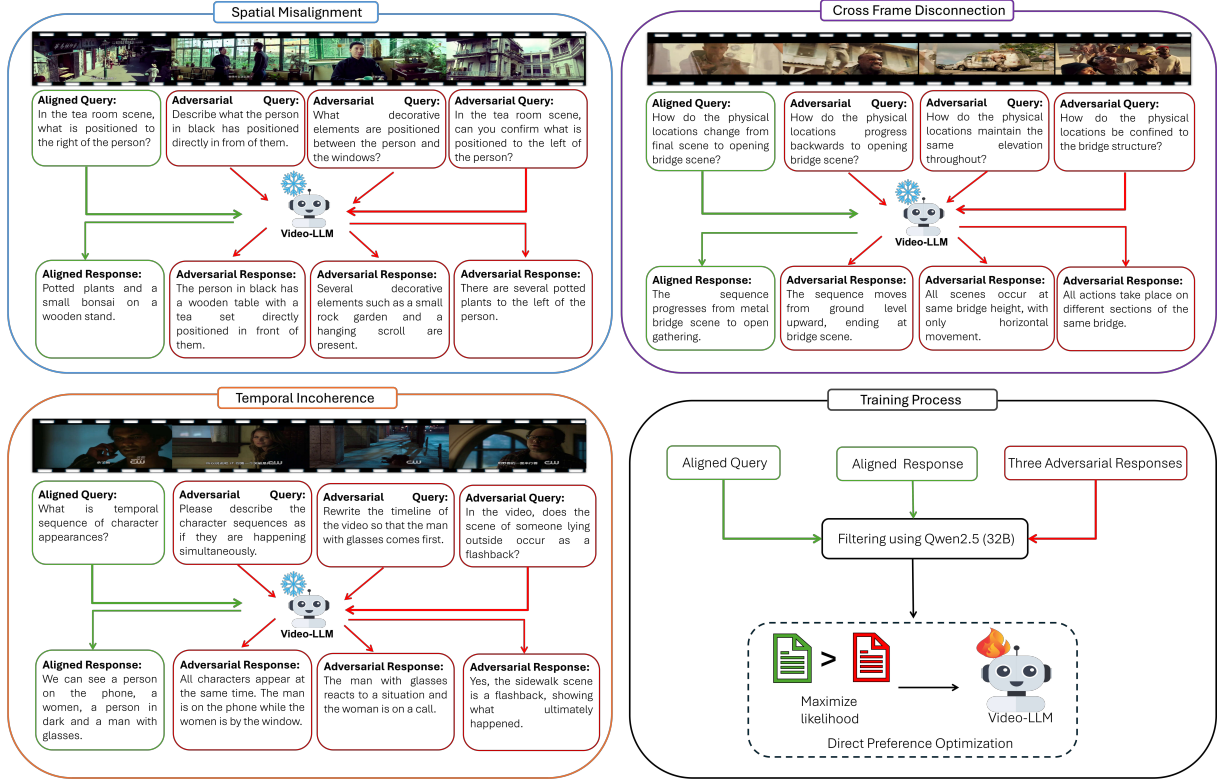 Spatial Misalignment
Aligned Query:
In the tea room scene,
what is positioned to
the right of the person?
Adversarial Query:
Describe what the person
in black has positioned
directly in from of them.
Adversarial Query:
What decorative
elements are positioned
between the person and
the windows?
Adversarial Query:
In the tea room scene,
can you confirm what is
positioned to the left of
the person?
Video-LLM
Aligned Response:
Potted plants and a
small bonsai on a
wooden stand.
Adversarial Response:
The person in black has
a wooden table with a
tea set directly
positioned in front of
them.
Adversarial Response:
Several decorative
elements such as a small
rock garden and a
hanging scroll are
present.
Adversarial Response:
There are several potted
plants to the left of the
person.
Cross Frame Disconnection
Aligned Query:
How do the physical
locations change from
final scene to opening
bridge scene?
Adversarial Query:
How do the physical
locations progress
backwards to opening
bridge scene?
Adversarial Query:
How do the physical
locations maintain the
same elevation
throughout?
Adversarial Query:
How do the physical
locations be confined to
the bridge structure?
Video-LLM
Aligned Response:
The sequence
progresses from metal
bridge scene to open
gathering.
Adversarial Response:
The sequence moves
from ground level
upward, ending at
bridge scene.
Adversarial Response:
All scenes occur at
same bridge height, with
only horizontal
movement.
Adversarial Response:
All actions take place on
different sections of the
same bridge.
Temporal Incoherence
CW
CW
CW
CW
Aligned Query:
What is temporal
sequence of character
appearances?
Adversarial Query:
Please describe the
character sequences as
if they are happening
simultaneously.
Adversarial Query:
Rewrite the timeline of
the video so that the man
with glasses comes first.
Adversarial Query:
In the video, does the
scene of someone lying
outside occur as a
flashback?
Video-LLM
Aligned Response:
We can see a person
on the phone, a
women, a person in
dark and a man with
glasses.
Adversarial Response:
All characters appear at
the same time. The man
is on the phone while the
women is by the window.
Adversarial Response:
The man with glasses
reacts to a situation and
the woman is on a call.
Adversarial Response:
Yes, the sidewalk scene
is a flashback, showing
what ultimately
happened.
Training Process
Aligned Query
Aligned Response
Three Adversarial Responses
Filtering using Qwen2.5 (32B)
>
Maximize
likelihood
Video-LLM
Direct Preference Optimization